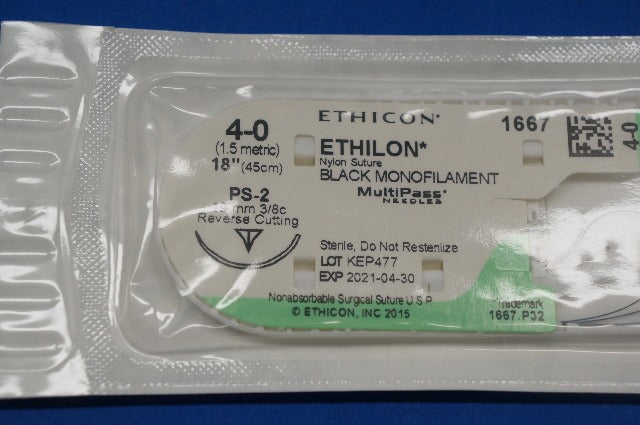 ETHICON®
4-0
(1.5 metric)
18" (45cm)
PS-2
mm 3/8c
Reverse Cutting
ETHILON*
Nylon Suture
BLACK MONOFILAMENT
MultiPass®
NEEDLES
1667
4-0
Sterile, Do Not Resterilize
LOT KEP477
EXP 2021-04-30
Nonabsorbable Surgical Suture U.S.P.
© ETHICON, INC 2015
*Trademark
1667.P32